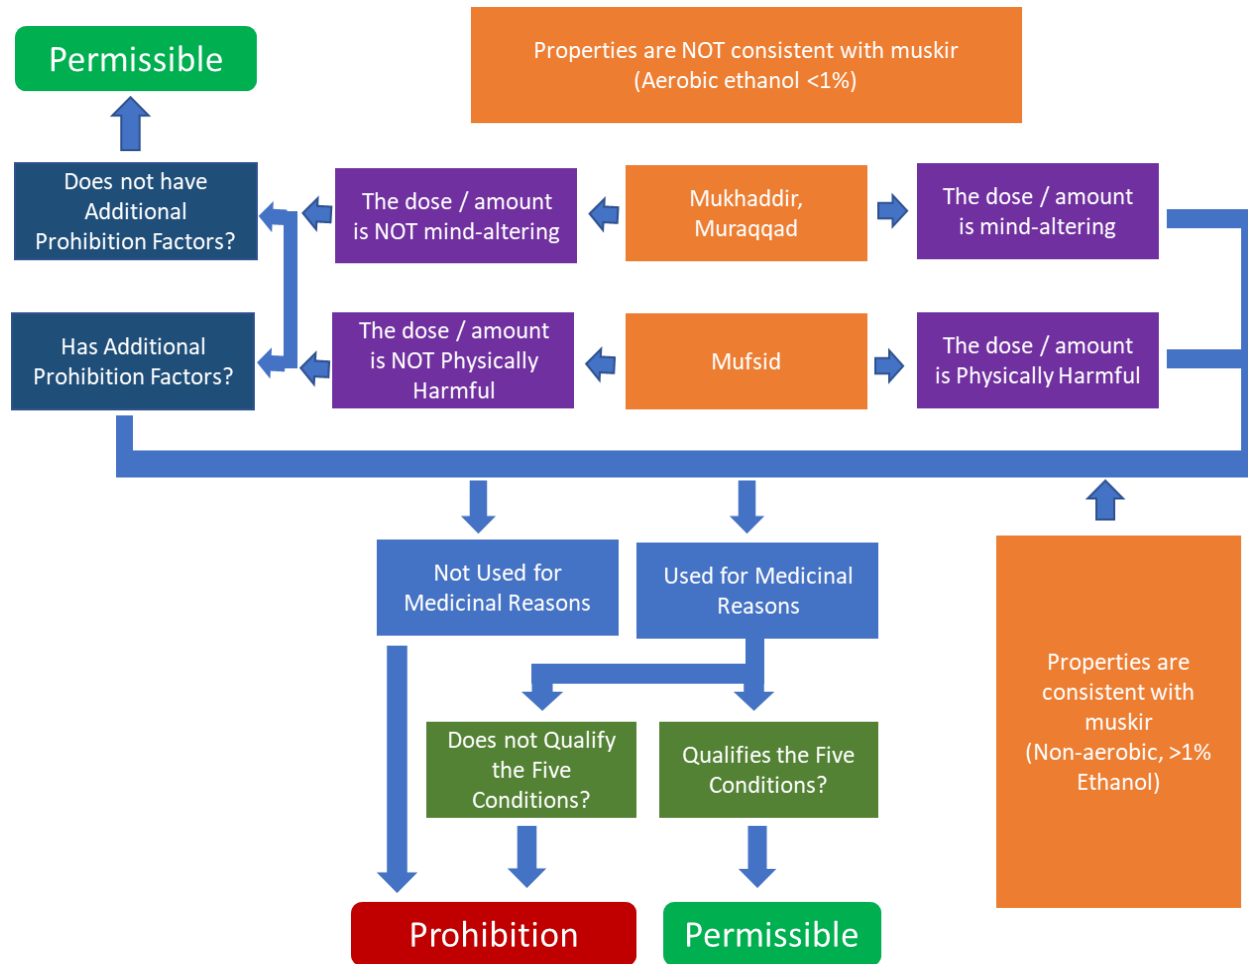 Permissible
Properties are NOT consistent with muskir
(Aerobic ethanol <1%)
Does not have
Additional
Prohibition Factors?
The dose / amount
is NOT mind-altering
Mukhaddir,
Muraqqad
The dose / amount
is mind-altering
Has Additional
Prohibition Factors?
The dose / amount
is NOT Physically
Harmful
Mufsid
The dose / amount
is Physically Harmful
Not Used for
Medicinal Reasons
Used for Medicinal
Reasons
Properties are
consistent with
muskir
(Non-aerobic, >1%
Ethanol)
Does not Qualify
the Five
Conditions?
Qualifies the Five
Conditions?
Prohibition
Permissible